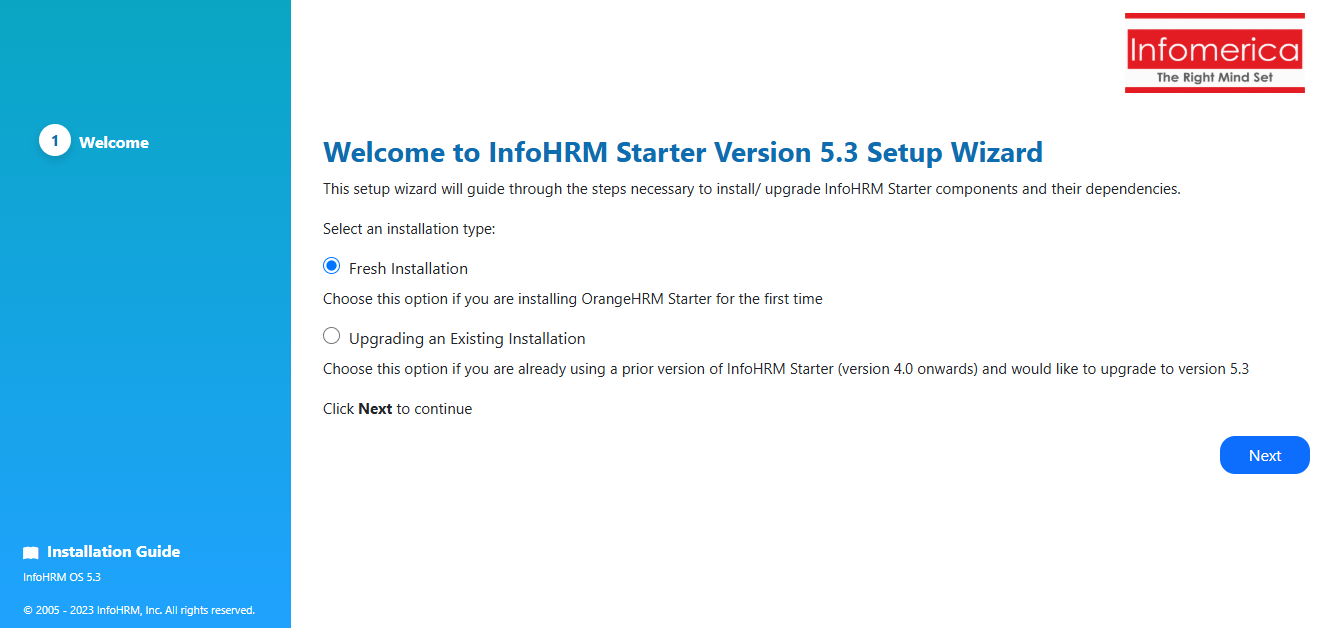 Infomerica
The Right Mind Set
1 Welcome
Welcome to InfoHRM Starter Version 5.3 Setup Wizard
This setup wizard will guide through the steps necessary to install/ upgrade InfoHRM Starter components and their dependencies.
Select an installation type:
Fresh Installation
Choose this option if you are installing OrangeHRM Starter for the first time
Upgrading an Existing Installation
Choose this option if you are already using a prior version of InfoHRM Starter (version 4.0 onwards) and would like to upgrade to version 5.3
Click Next to continue
Next
Installation Guide
InfoHRM OS 5.3
© 2005 - 2023 InfoHRM, Inc. All rights reserved.